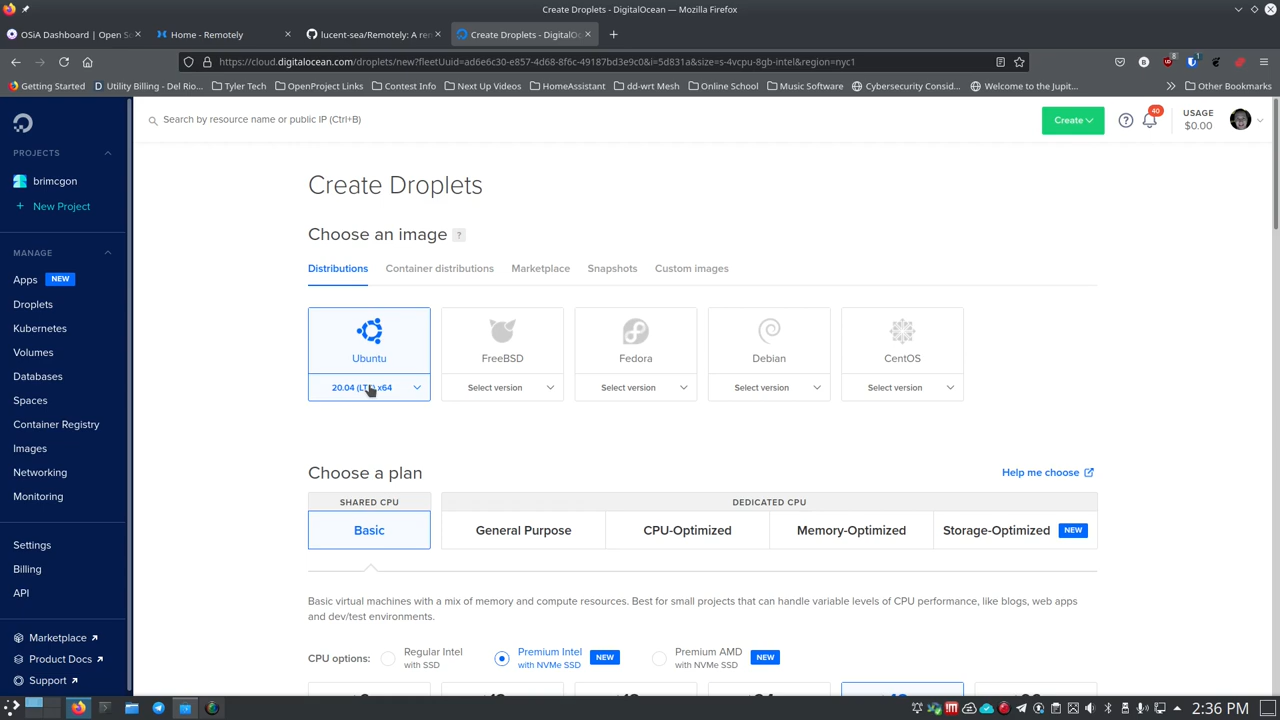 Create Droplets - DigitalOcean — Mozilla Firefox
OSiA Dashboard | Open S
Home - Remotely
lucent-sea/Remotely: A re
Create Droplets - DigitalOc
https://cloud.digitalocean.com/droplets/new?fleetUuid=ad6e6c30-e857-4d68-8f6c-49187bd3e9c0&i=5d831a&size=s-4vcpu-8gb-intel&region=nyc1
Getting Started
Utility Billing - Del Rio...
Tyler Tech
OpenProject Links
Contest Info
Next Up Videos
HomeAssistant
dd-wrt Mesh
Online School
Music Software
Cybersecurity Consid...
Welcome to the Jupit...
Other Bookmarks
Search by resource name or public IP (Ctrl+B)
Create
?
40
USAGE
$0.00
PROJECTS
brimcgon
+ New Project
MANAGE
Apps NEW
Droplets
Kubernetes
Volumes
Databases
Spaces
Container Registry
Images
Networking
Monitoring
Settings
Billing
API
Marketplace
Product Docs
Support
Create Droplets
Choose an image ?
Distributions
Container distributions
Marketplace
Snapshots
Custom images
Ubuntu
FreeBSD
Fedora
Debian
CentOS
20.04 (LTS) x64
Select version
Select version
Select version
Select version
Choose a plan
Help me choose
SHARED CPU
DEDICATED CPU
Basic
General Purpose
CPU-Optimized
Memory-Optimized
Storage-Optimized NEW
Basic virtual machines with a mix of memory and compute resources. Best for small projects that can handle variable levels of CPU performance, like blogs, web apps
and dev/test environments.
CPU options:
Regular Intel
with SSD
Premium Intel
with NVMe SSD
NEW
Premium AMD
with NVMe SSD
NEW
2:36 PM